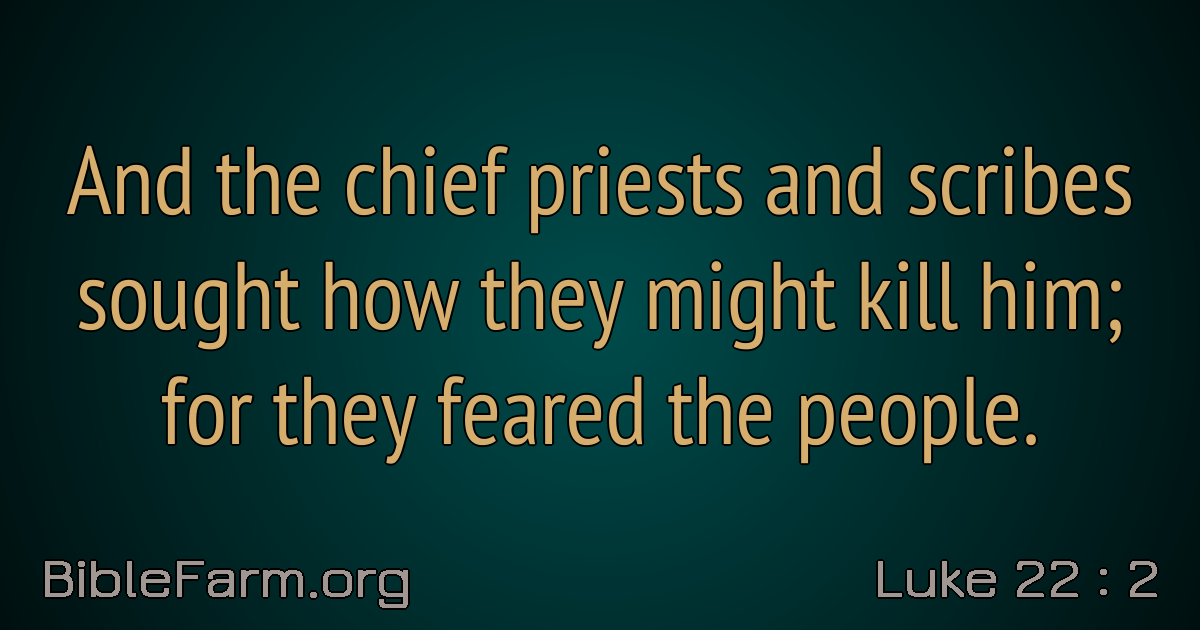 And the chief priests and scribes
sought how they might kill him;
for they feared the people.
BibleFarm.org
Luke 22 : 2